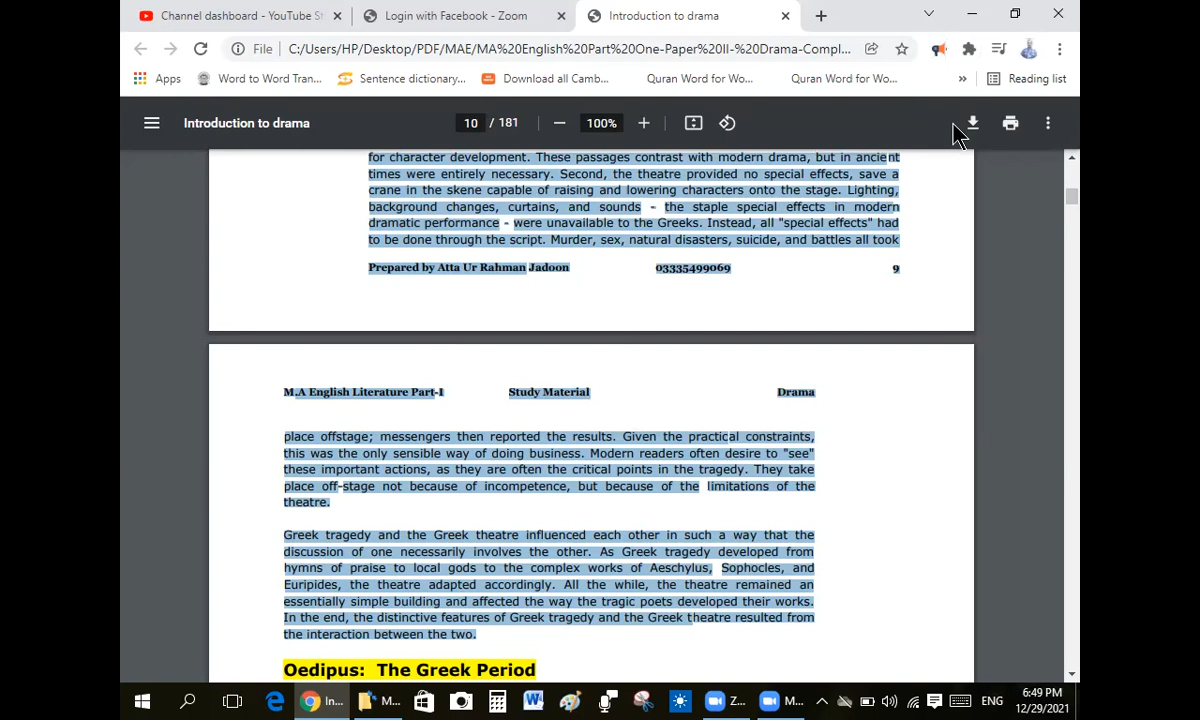 Channel dashboard - YouTube St
Login with Facebook - Zoom
Introduction to drama
File
C:/Users/HP/Desktop/PDF/MAE/MA%20English%20Part%20One-Paper%20II-%20Drama-Compl...
Apps
Word to Word Tran...
Sentence dictionary...
Download all Camb...
Quran Word for Wo...
Quran Word for Wo...
»
Reading list
Introduction to drama
10 / 181
100%
for character development. These passages contrast with modern drama, but in ancient
times were entirely necessary. Second, the theatre provided no special effects, save a
crane in the skene capable of raising and lowering characters onto the stage. Lighting,
background changes, curtains, and sounds - the staple special effects in modern
dramatic performance - were unavailable to the Greeks. Instead, all "special effects" had
to be done through the script. Murder, sex, natural disasters, suicide, and battles all took
Prepared by Atta Ur Rahman Jadoon 03335499069 9
M.A English Literature Part-I Study Material Drama
place offstage; messengers then reported the results. Given the practical constraints,
this was the only sensible way of doing business. Modern readers often desire to "see"
these important actions, as they are often the critical points in the tragedy. They take
place off-stage not because of incompetence, but because of the limitations of the
theatre.
Greek tragedy and the Greek theatre influenced each other in such a way that the
discussion of one necessarily involves the other. As Greek tragedy developed from
hymns of praise to local gods to the complex works of Aeschylus, Sophocles, and
Euripides, the theatre adapted accordingly. All the while, the theatre remained an
essentially simple building and affected the way the tragic poets developed their works.
In the end, the distinctive features of Greek tragedy and the Greek theatre resulted from
the interaction between the two.
Oedipus: The Greek Period
In...
M...
Z...
M...
ENG
6:49 PM
12/29/2021